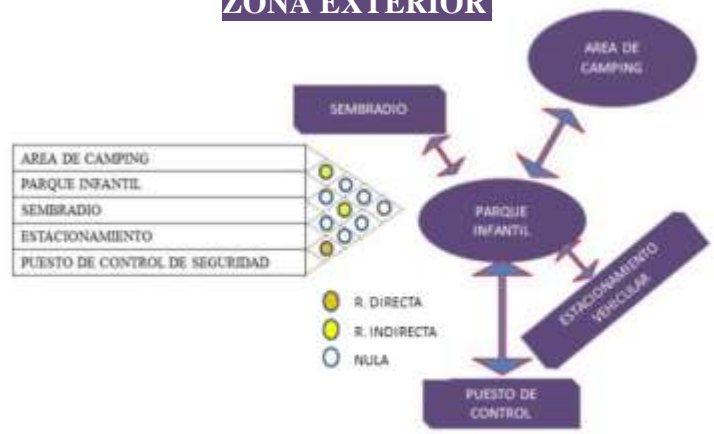 ZONA EXTERIOR
AREA DE
CAMPING
SEMBRADIO
AREA DE CAMPING
PARQUE INFANTIL
SEMBRADIO
ESTACIONAMIENTO
PUESTO DE CONTROL DE SEGURIDAD
PARQUE
INFANTIL
ESTACIONAMIENTO
VEHICULAR
R. DIRECTA
R. INDIRECTA
NULA
PUESTO DE
CONTROL